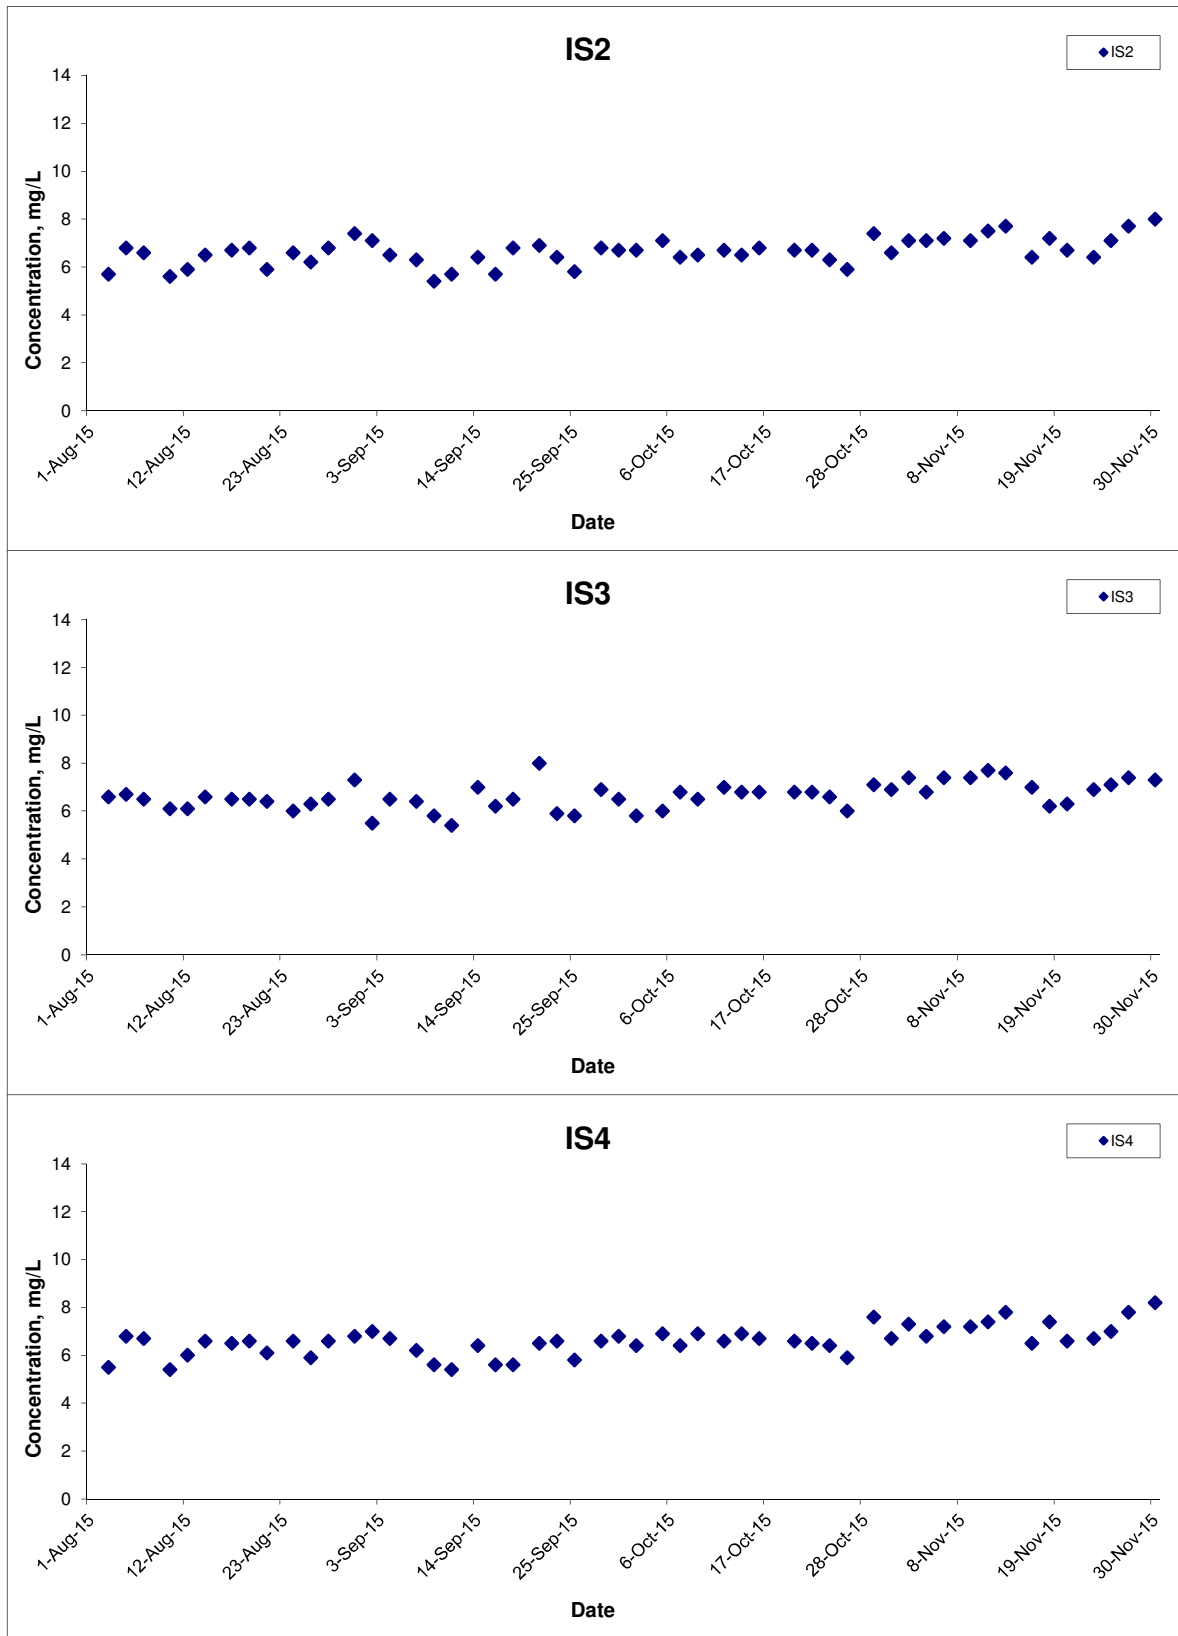 IS2
IS2
Concentration, mg/L
14
12
10
8
6
4
2
0
1-Aug-15
12-Aug-15
23-Aug-15
3-Sep-15
14-Sep-15
25-Sep-15
6-Oct-15
17-Oct-15
28-Oct-15
8-Nov-15
19-Nov-15
30-Nov-15
Date
IS3
IS3
Concentration, mg/L
14
12
10
8
6
4
2
0
1-Aug-15
12-Aug-15
23-Aug-15
3-Sep-15
14-Sep-15
25-Sep-15
6-Oct-15
17-Oct-15
28-Oct-15
8-Nov-15
19-Nov-15
30-Nov-15
Date
IS4
IS4
Concentration, mg/L
14
12
10
8
6
4
2
0
1-Aug-15
12-Aug-15
23-Aug-15
3-Sep-15
14-Sep-15
25-Sep-15
6-Oct-15
17-Oct-15
28-Oct-15
8-Nov-15
19-Nov-15
30-Nov-15
Date